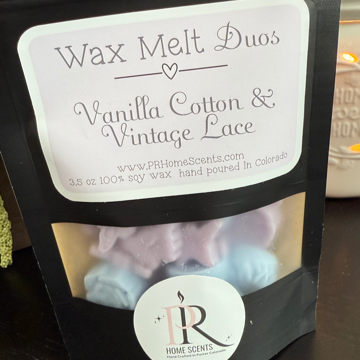 Wax Melt Duos
Vanilla Cotton &
Vintage Lace
www.PRHomeScents.com
3.5 oz 100% soy wax hand poured In Colorado
PR
HOME SCENTS